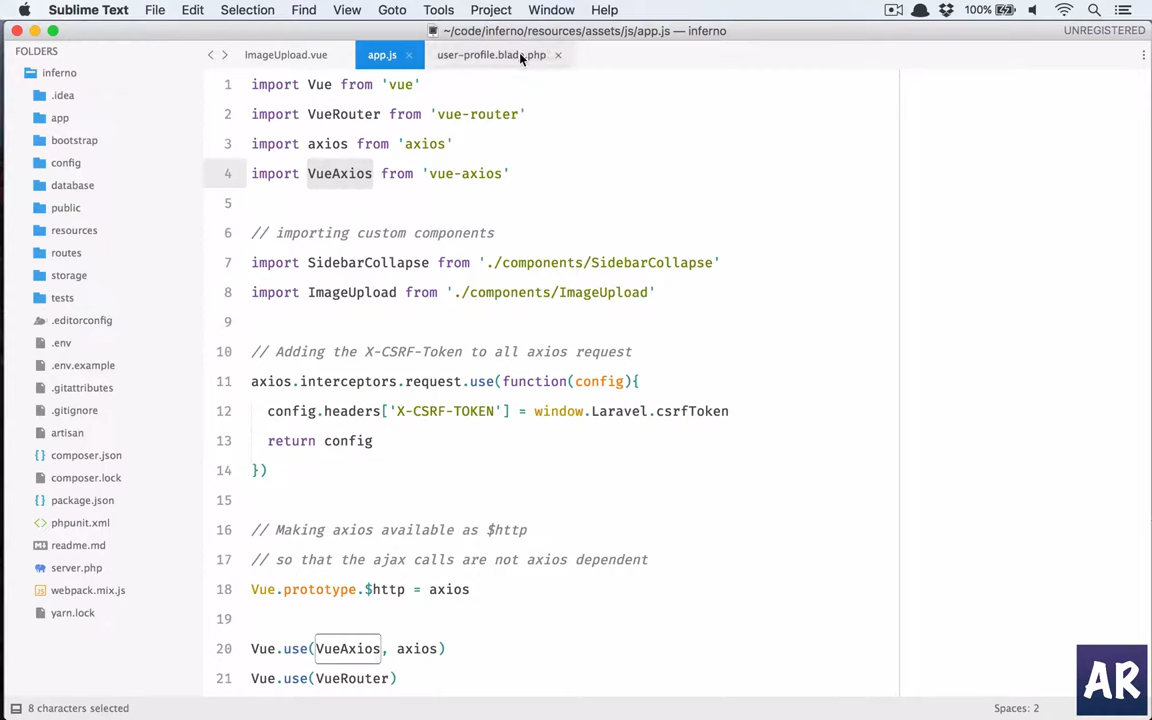 Sublime Text File Edit Selection Find View Goto Tools Project Window Help 100%
~/code/inferno/resources/assets/js/app.js — inferno UNREGISTERED
FOLDERS
inferno
.idea
app
bootstrap
config
database
public
resources
routes
storage
tests
.editorconfig
.env
.env.example
.gitattributes
.gitignore
artisan
composer.json
composer.lock
package.json
phpunit.xml
readme.md
server.php
webpack.mix.js
yarn.lock
ImageUpload.vue app.js user-profile.blade.php
1 import Vue from 'vue'
2 import VueRouter from 'vue-router'
3 import axios from 'axios'
4 import VueAxios from 'vue-axios'
5
6 // importing custom components
7 import SidebarCollapse from './components/SidebarCollapse'
8 import ImageUpload from './components/ImageUpload'
9
10 // Adding the X-CSRF-Token to all axios request
11 axios.interceptors.request.use(function(config){
12 config.headers['X-CSRF-TOKEN'] = window.Laravel.csrfToken
13 return config
14 })
15
16 // Making axios available as $http
17 // so that the ajax calls are not axios dependent
18 Vue.prototype.$http = axios
19
20 Vue.use(VueAxios, axios)
21 Vue.use(VueRouter)
8 characters selected Spaces: 2
AR